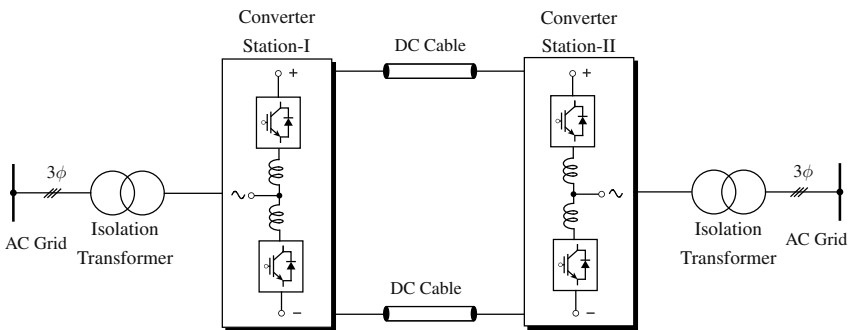 Converter
Station-I
DC Cable
Converter
Station-II
+
+
3ϕ
3ϕ
∼
∼
AC Grid
Isolation
Transformer
Isolation
Transformer
AC Grid
DC Cable
−
−